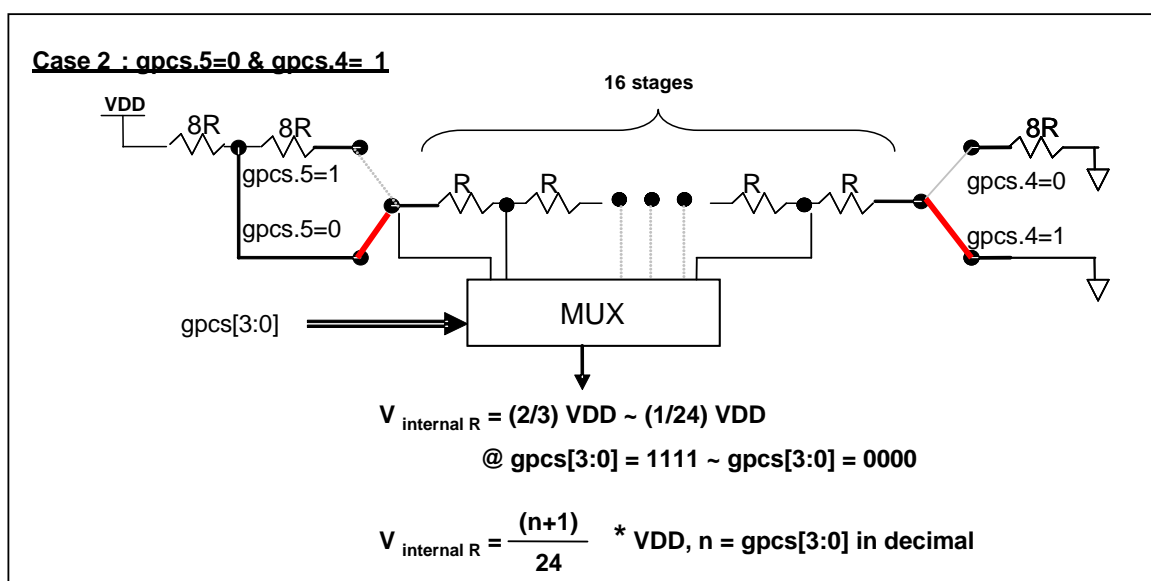 Case 2 : gpcs.5=0 & gpcs.4= 1
16 stages
VDD
8R
8R
8R
gpcs.5=1
R
R
R
R
gpcs.4=0
gpcs.5=0
gpcs.4=1
gpcs[3:0]
MUX
V internal R = (2/3) VDD ~ (1/24) VDD
@ gpcs[3:0] = 1111 ~ gpcs[3:0] = 0000
V internal R = (n+1) / 24 * VDD, n = gpcs[3:0] in decimal